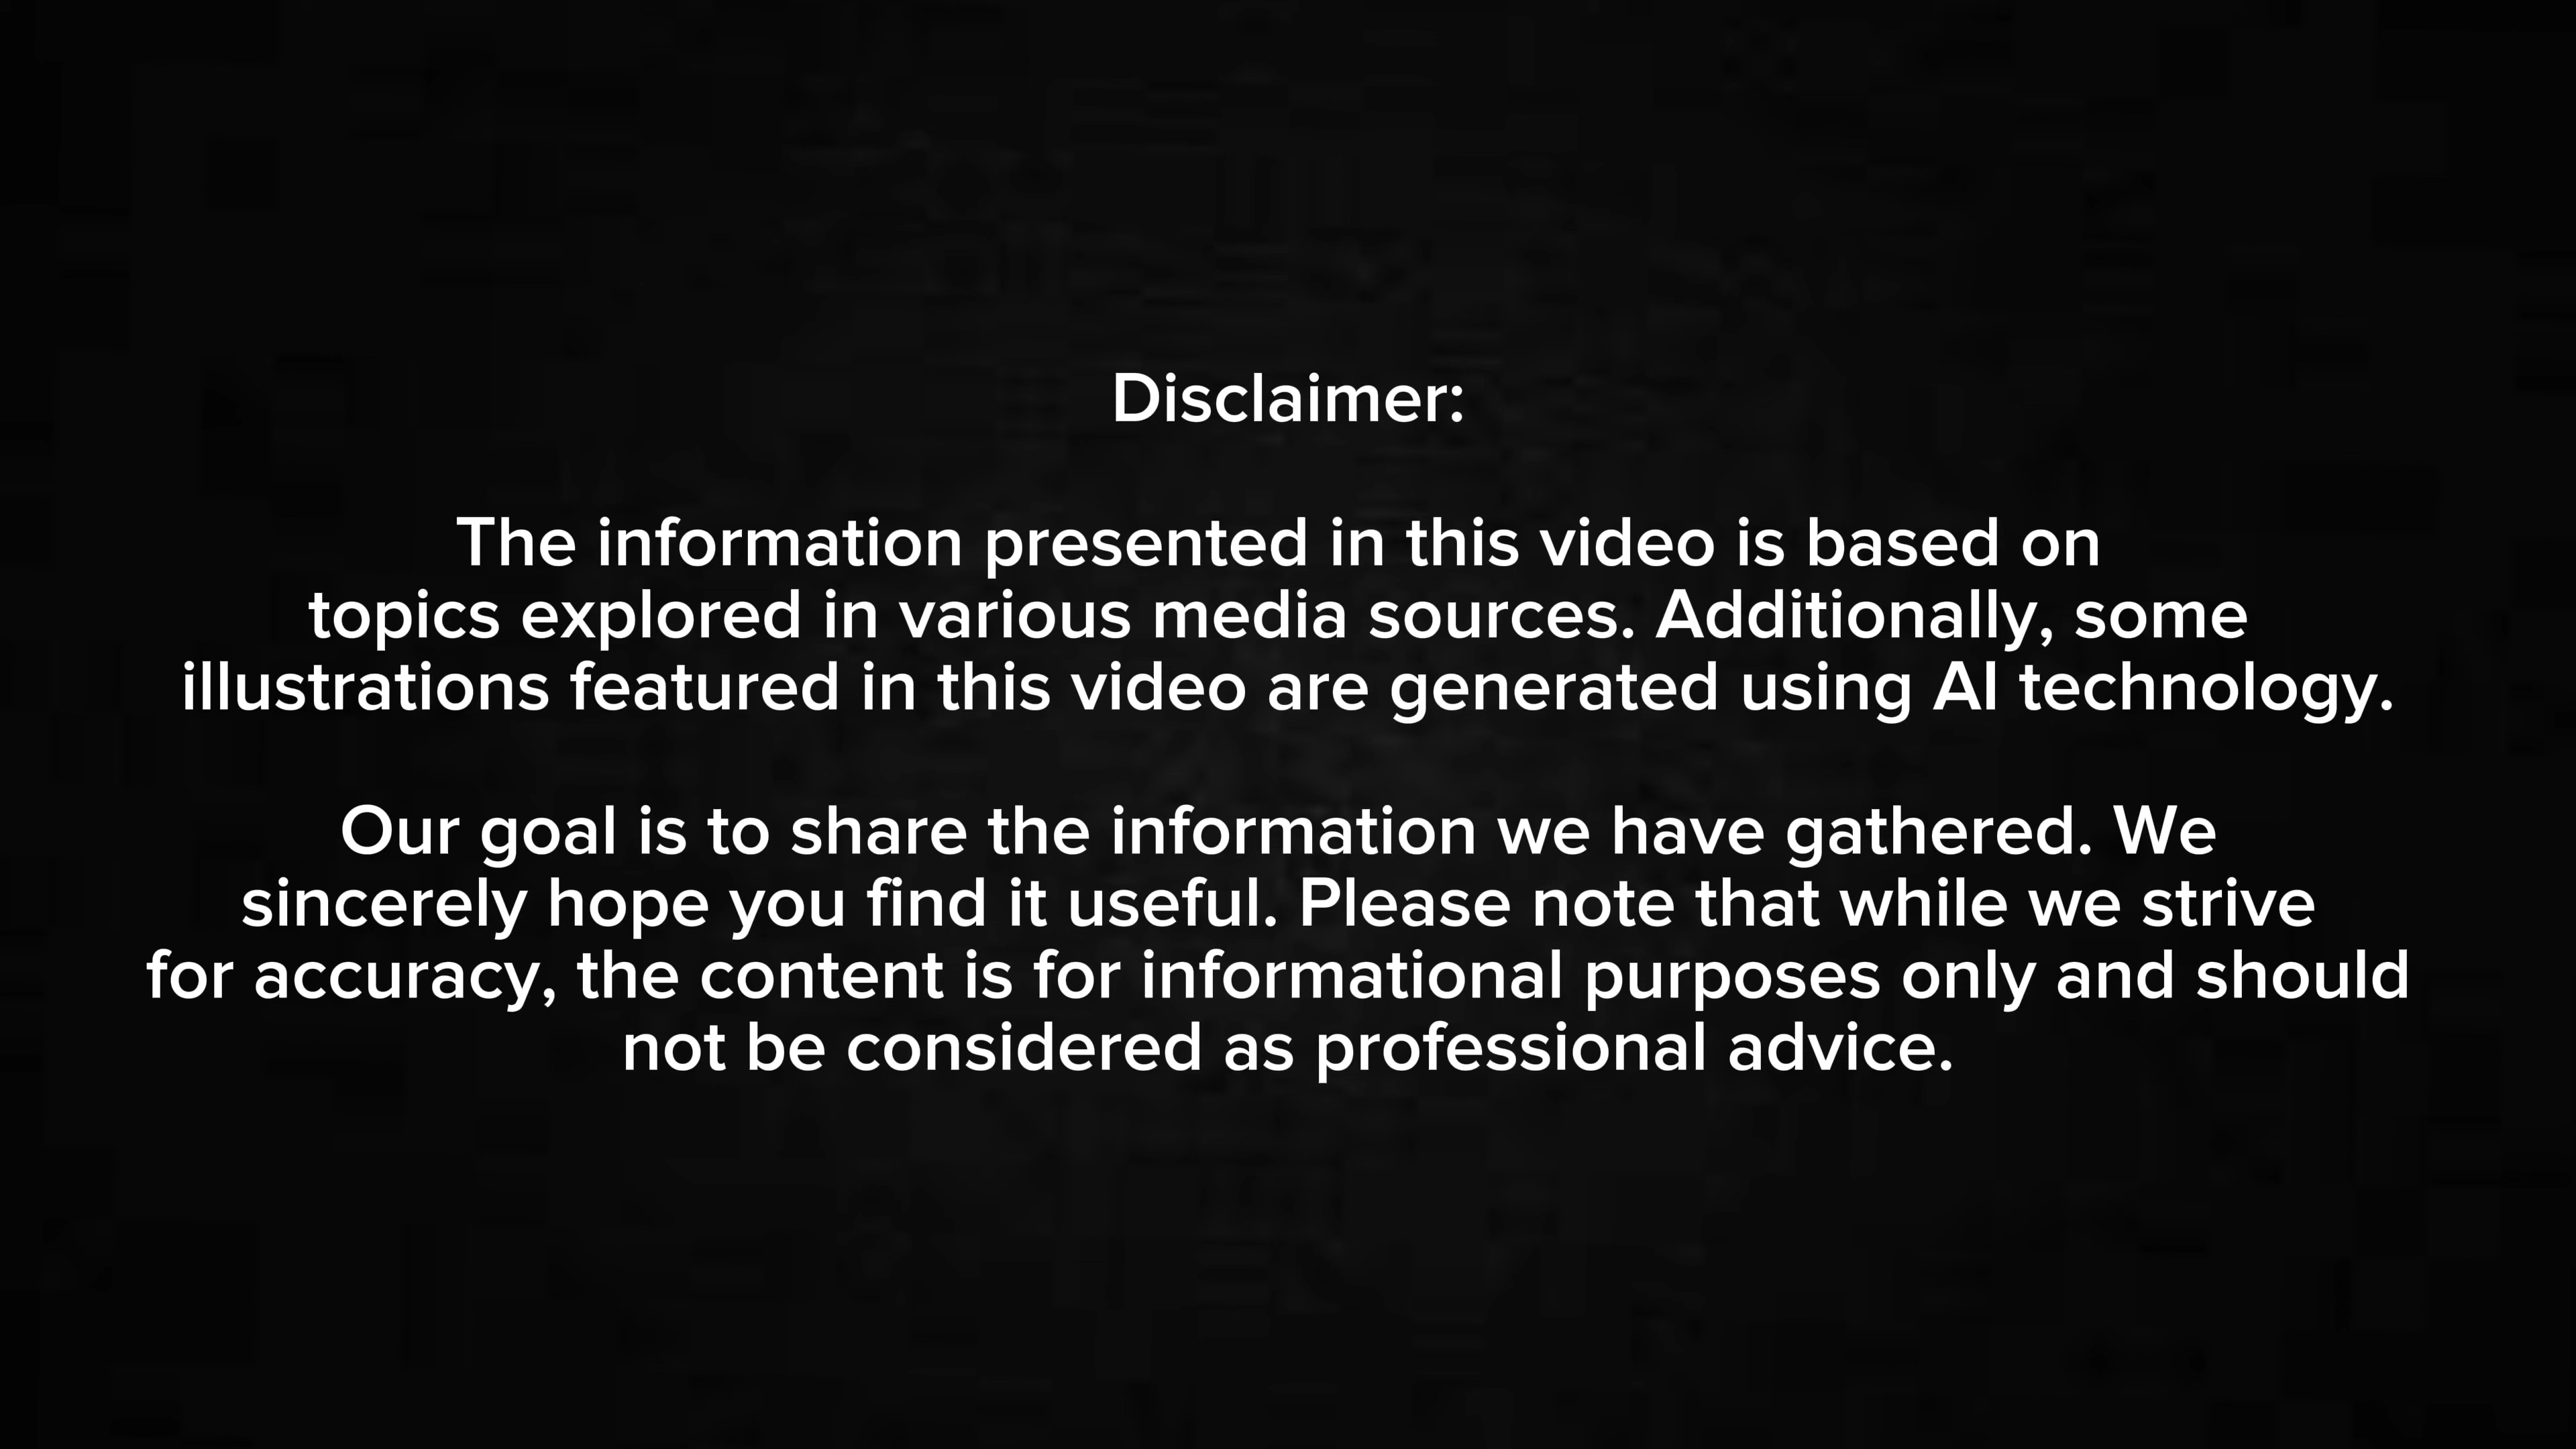 Disclaimer:
The information presented in this video is based on
topics explored in various media sources. Additionally, some
illustrations featured in this video are generated using AI technology.
Our goal is to share the information we have gathered. We
sincerely hope you find it useful. Please note that while we strive
for accuracy, the content is for informational purposes only and should
not be considered as professional advice.